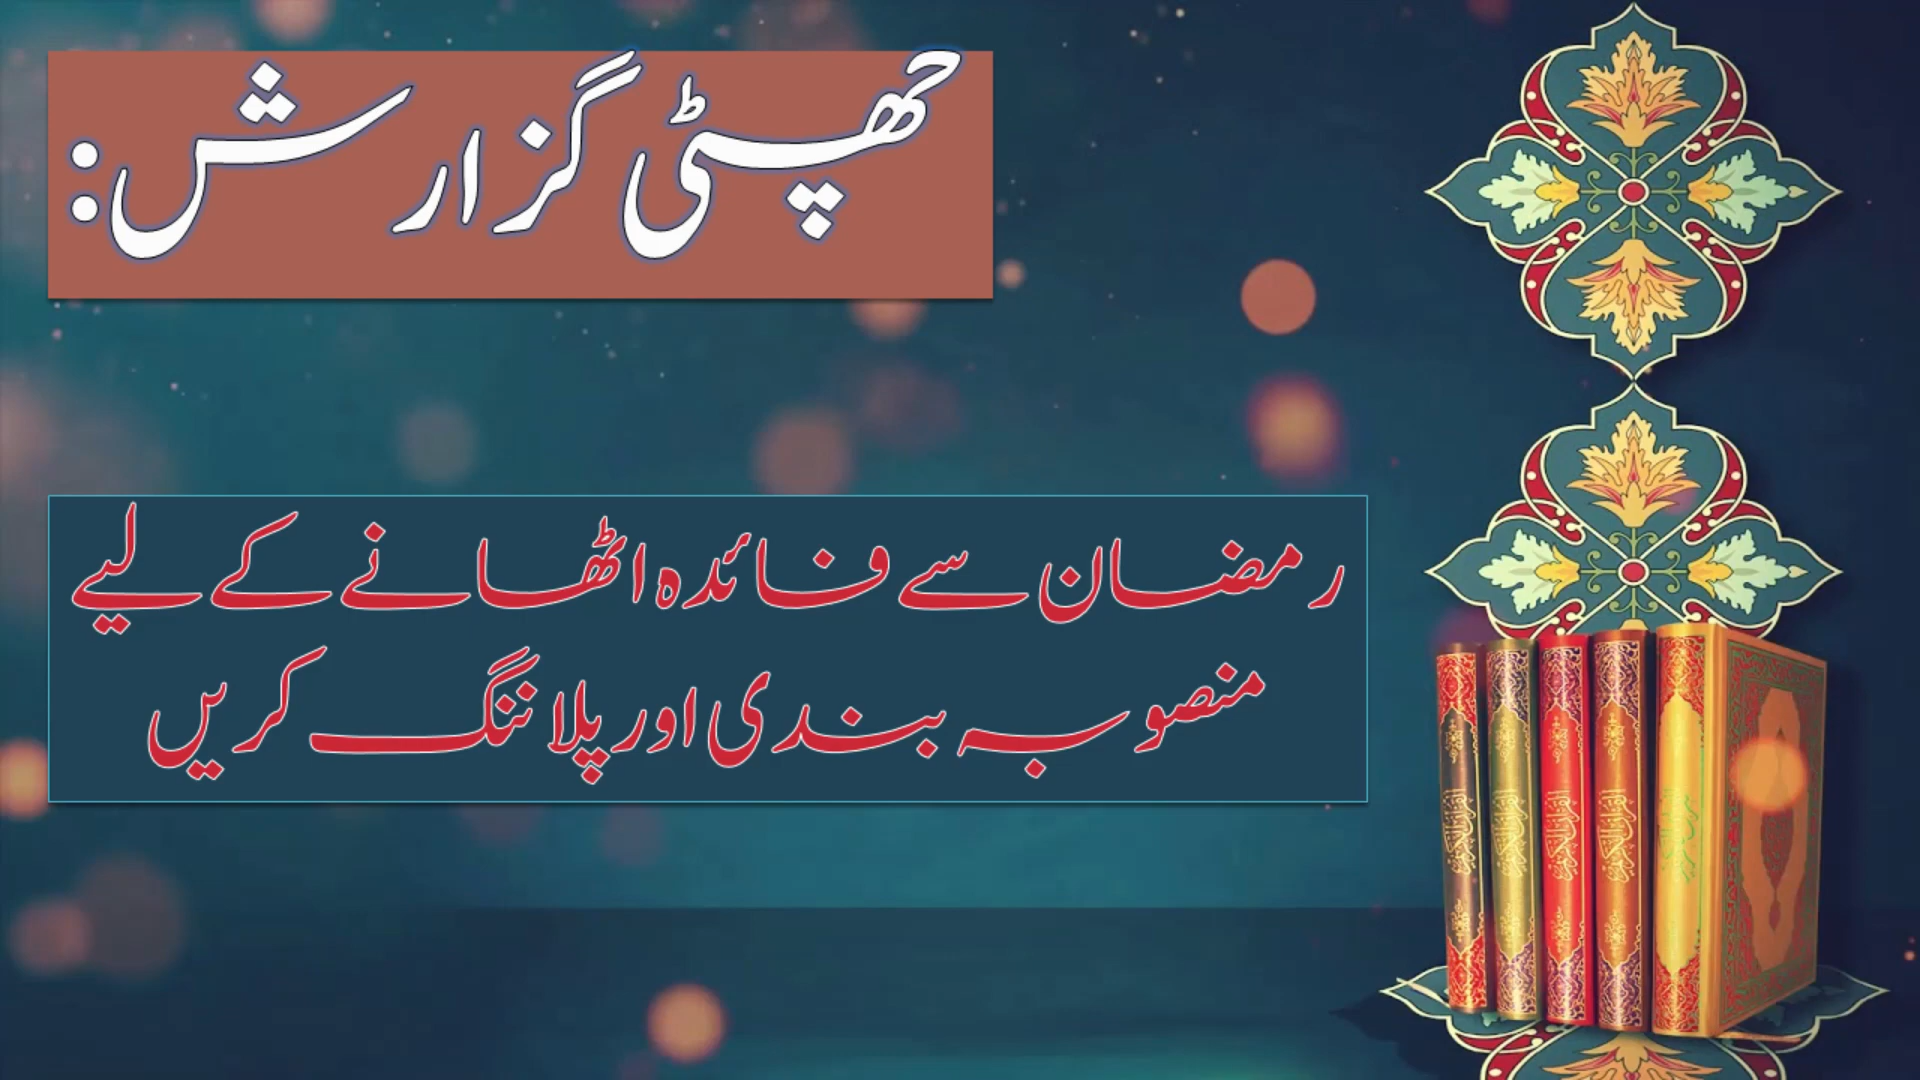 چھٹی گزارش:
رمضان سے فائدہ اٹھانے کے لیے
منصوبہ بندی اور پلاننگ کریں